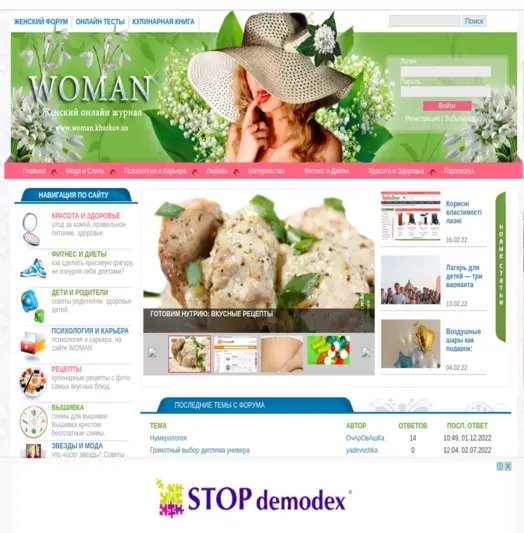 ЖЕНСКИЙ ФОРУМ ОНЛАЙН ТЕСТЫ КУЛИНАРНАЯ КНИГА Поиск
WOMAN
Женский онлайн журнал
www.woman.kharkov.ua
Логин:
Пароль:
Войти
Регистрация | Забыли
Главная Мода и Стиль Психология и Карьера Любовь Материнство Фитнес и Диеты Красота и Здоровье Гороскопы
НАВИГАЦИЯ ПО САЙТУ
КРАСОТА И ЗДОРОВЬЕ
уход за кожей, правильное
питание, здоровье.
ФИТНЕС И ДИЕТЫ
как сделать красивую фигуру,
не изнуряя себя диетами?
ДЕТИ И РОДИТЕЛИ
советы родителям, здоровье
детей.
ПСИХОЛОГИЯ И КАРЬЕРА
психология и карьера, на
сайте WOMAN
РЕЦЕПТЫ
кулинарные рецепты с фото
самых вкусных блюд.
ВЫШИВКА
схемы для вышивки.
Вышивка крестом
бесплатные схемы.
ЗВЕЗДЫ И МОДА
что носят звезды? Советы
ГОТОВИМ НУТРИЮ: ВКУСНЫЕ РЕЦЕПТЫ
Корисні
властивості
лазні
16.02.22
Лагерь для
детей — три
варианта
13.02.22
Воздушные
шары как
подарок:
04.02.22
новые статьи
ПОСЛЕДНИЕ ТЕМЫ С ФОРУМА
ТЕМА АВТОР ОТВЕТОВ ПОСЛ. ОТВЕТ
Нумерология ОчАрОвАшКа 14 10:49, 01.12.2022
Грамотный выбор диплома универа yadevochka 0 12:04, 02.07.2022
STOP demodex®